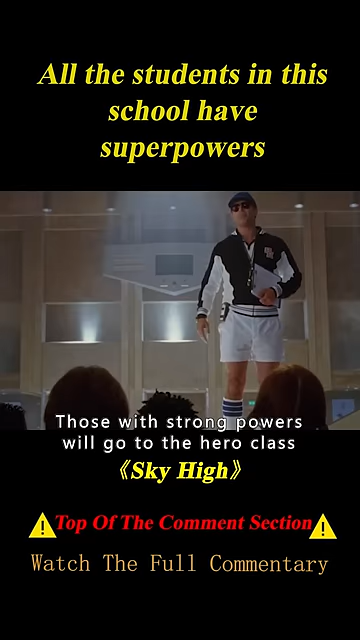 All the students in this
school have
superpowers
Those with strong powers
will go to the hero class
《Sky High》
Top Of The Comment Section
Watch The Full Commentary